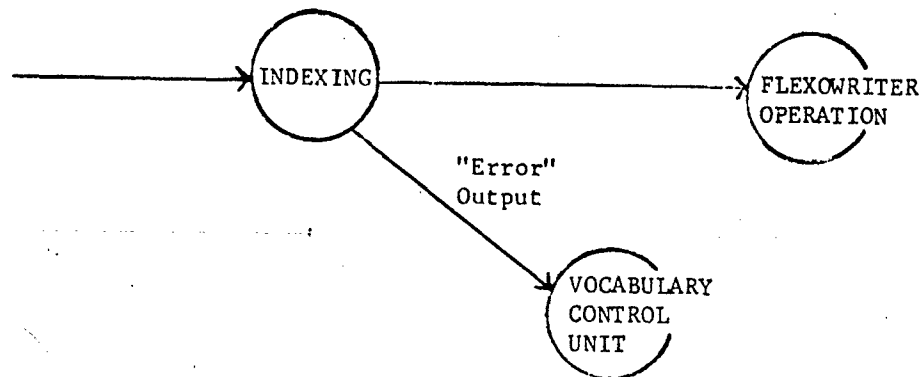 INDEXING
FLEXOWRITER
OPERATION
"Error"
Output
VOCABULARY
CONTROL
UNIT